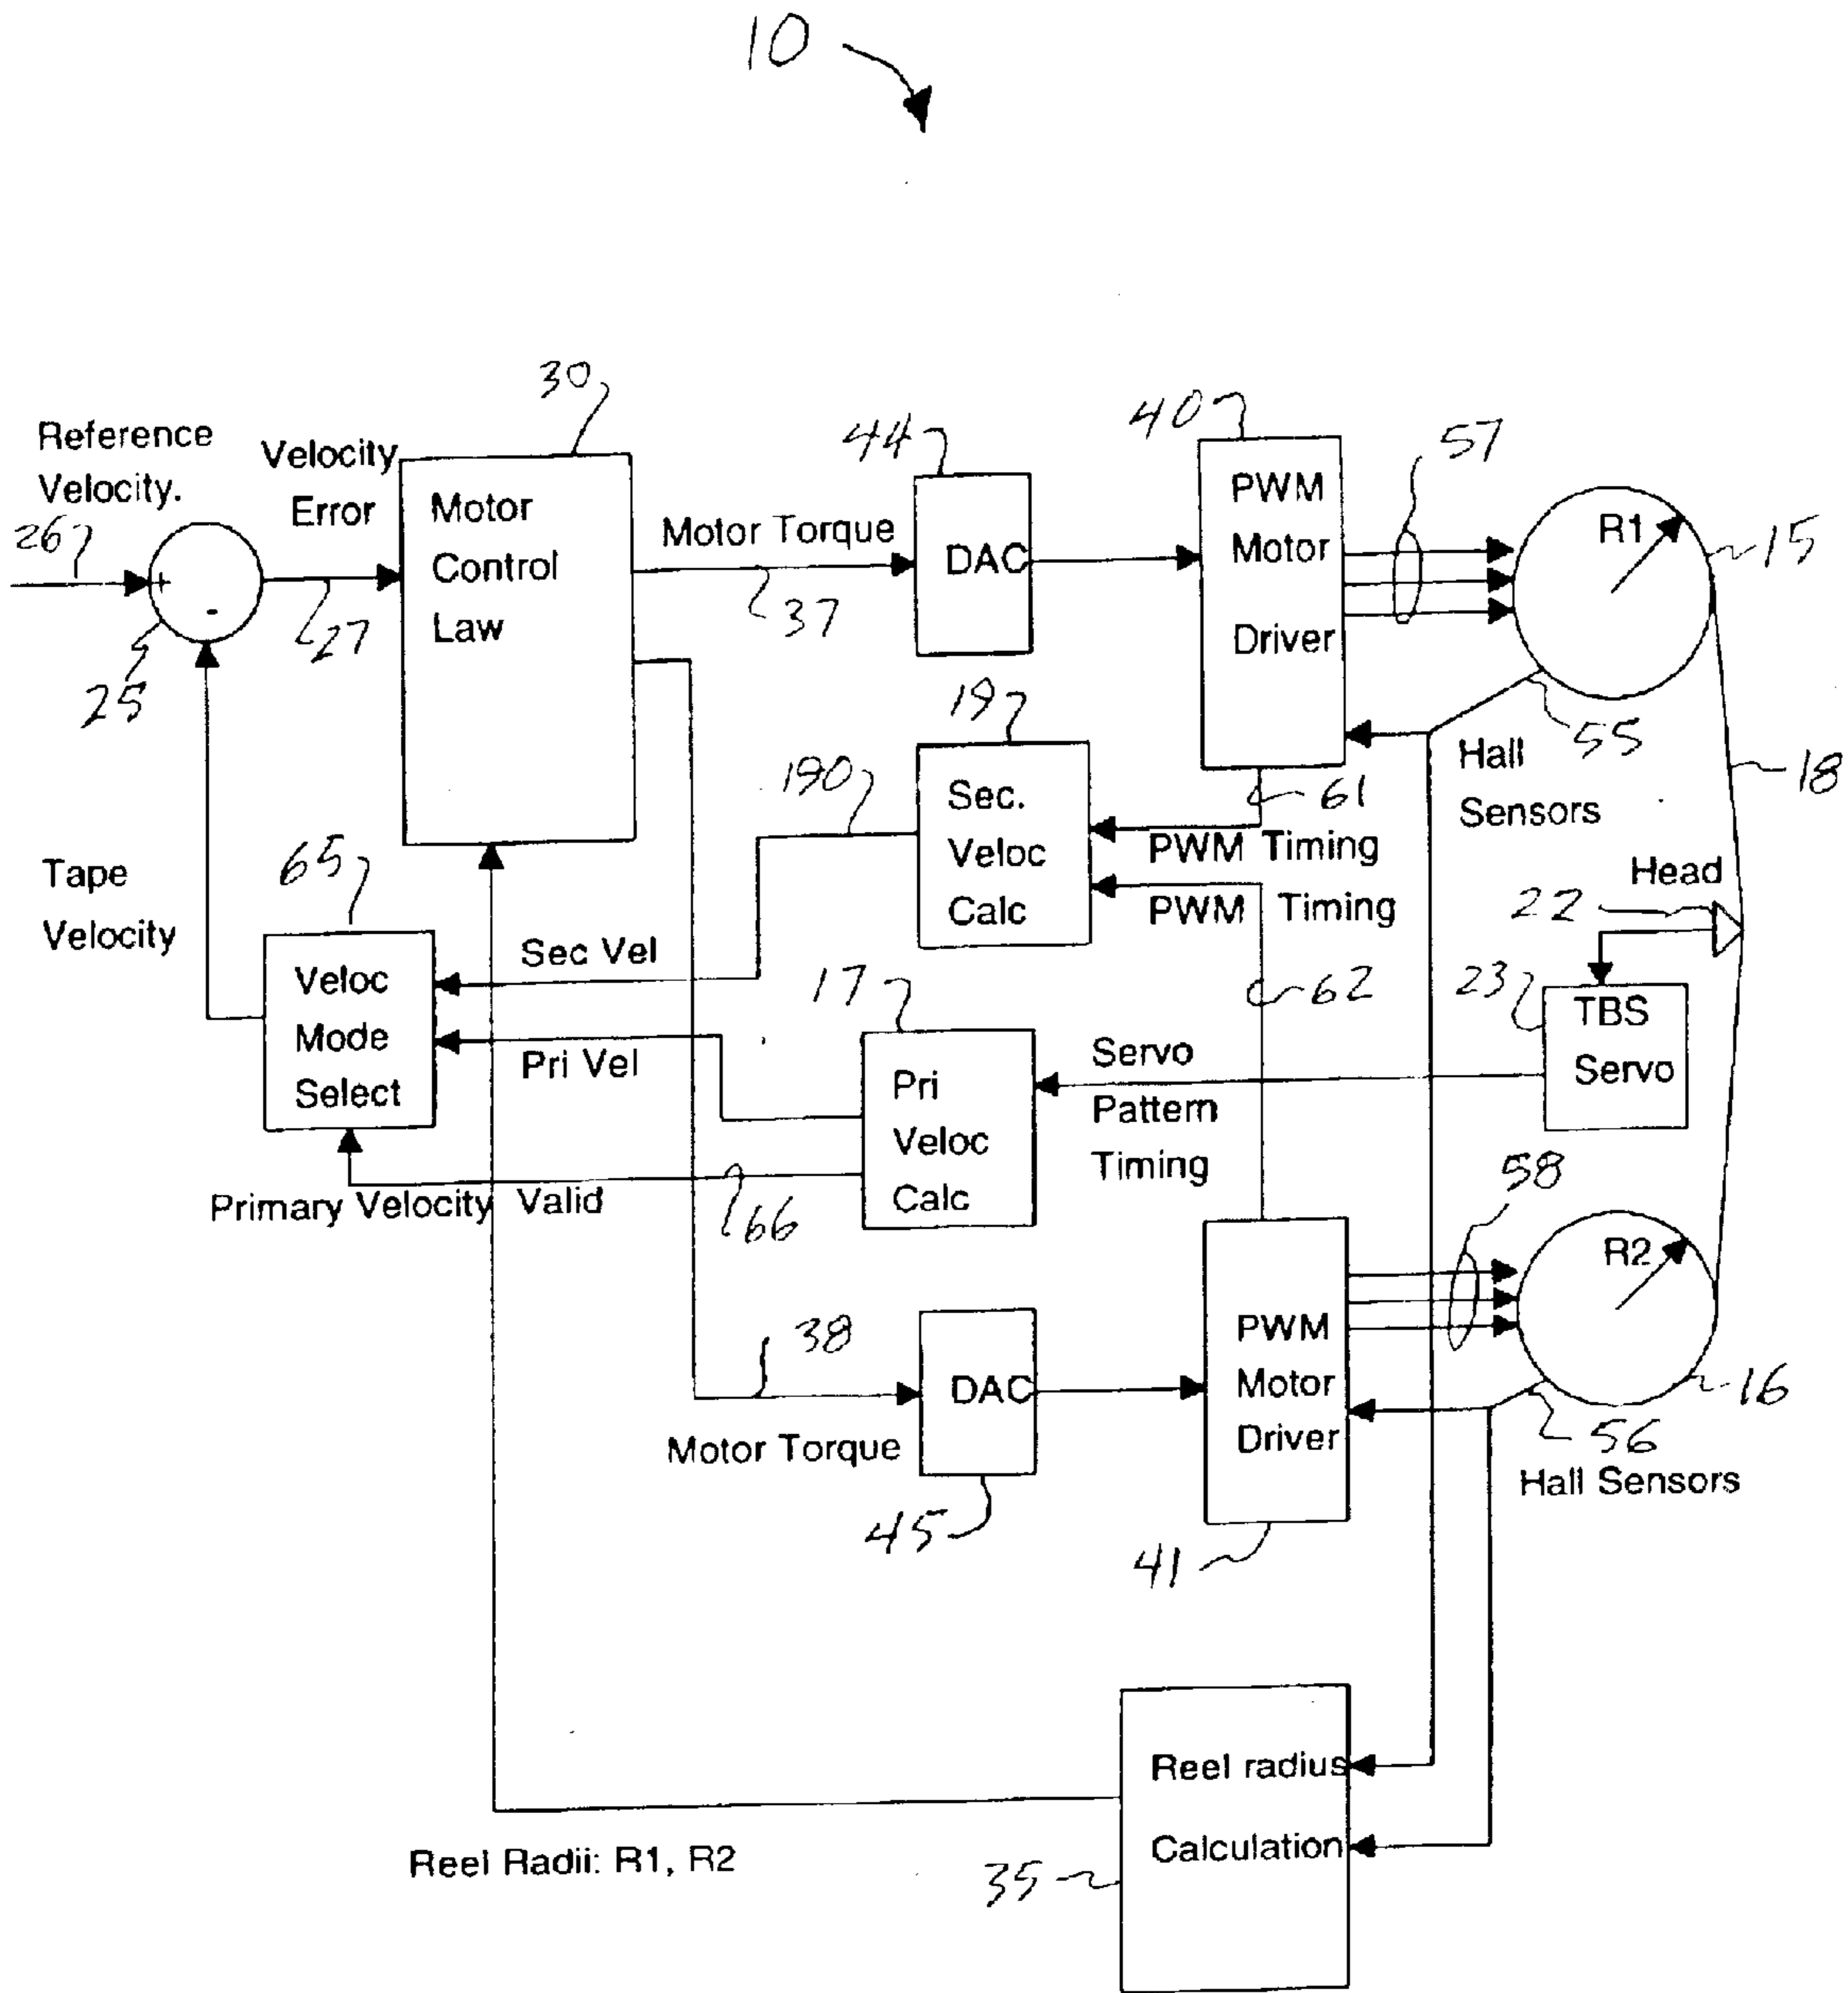 10
30
Reference
Velocity.
26
Velocity
Error
27
25
Motor
Control
Law
Motor Torque
37
44
DAC
40
PWM
Motor
Driver
57
R1
15
55
Hall
Sensors
18
61
PWM Timing
PWM Timing
62
19
190
Sec.
Veloc
Calc
Tape
Velocity
65
Veloc
Mode
Select
Sec Vel
Pri Vel
Primary Velocity Valid
66
17
Pri
Veloc
Calc
Servo
Pattern
Timing
Head
22
23
TBS
Servo
58
R2
16
56
Hall Sensors
38
Motor Torque
DAC
45
PWM
Motor
Driver
41
Reel radius
Calculation
35
Reel Radii: R1, R2